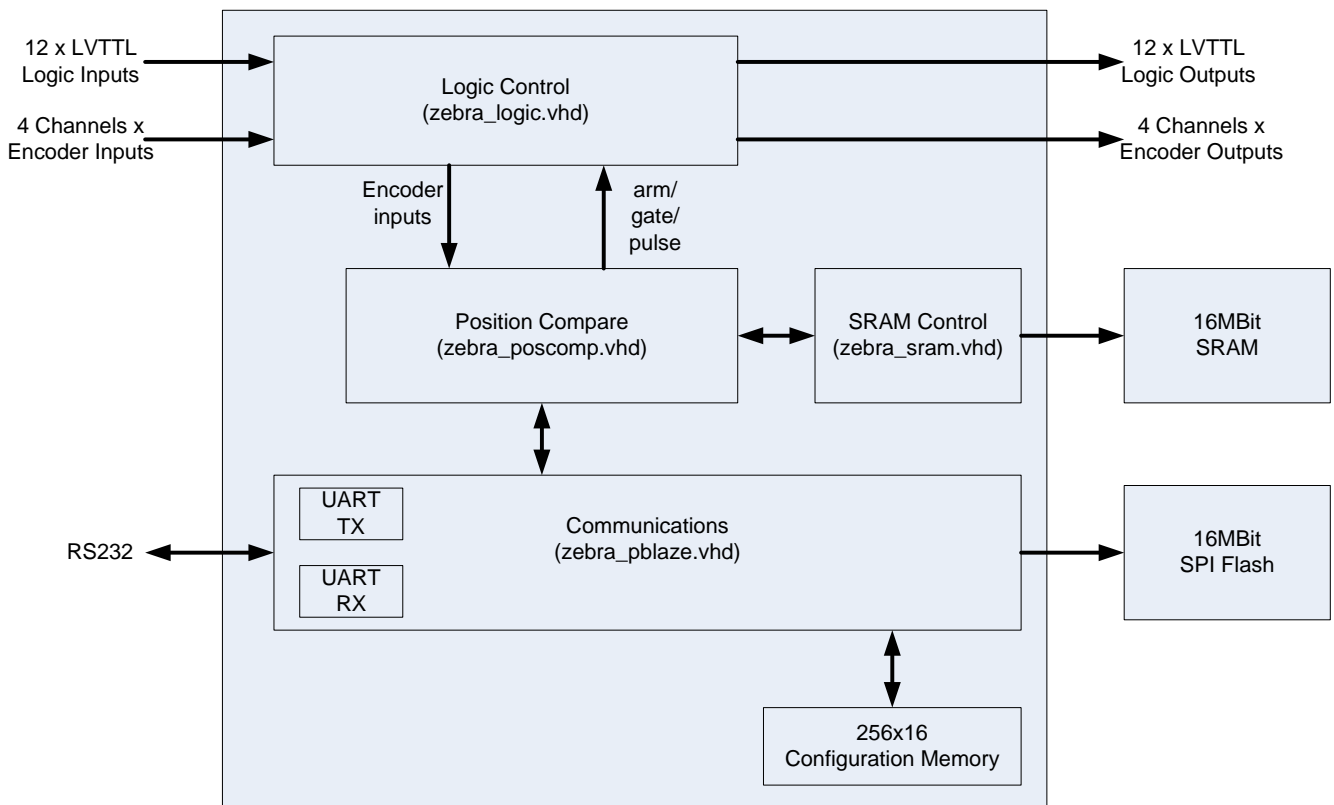 12 x LVTTL
Logic Inputs
4 Channels x
Encoder Inputs
Logic Control
(zebra_logic.vhd)
12 x LVTTL
Logic Outputs
4 Channels x
Encoder Outputs
Encoder
inputs
arm/
gate/
pulse
Position Compare
(zebra_poscomp.vhd)
SRAM Control
(zebra_sram.vhd)
16MBit
SRAM
RS232
UART
TX
UART
RX
Communications
(zebra_pblaze.vhd)
16MBit
SPI Flash
256x16
Configuration Memory